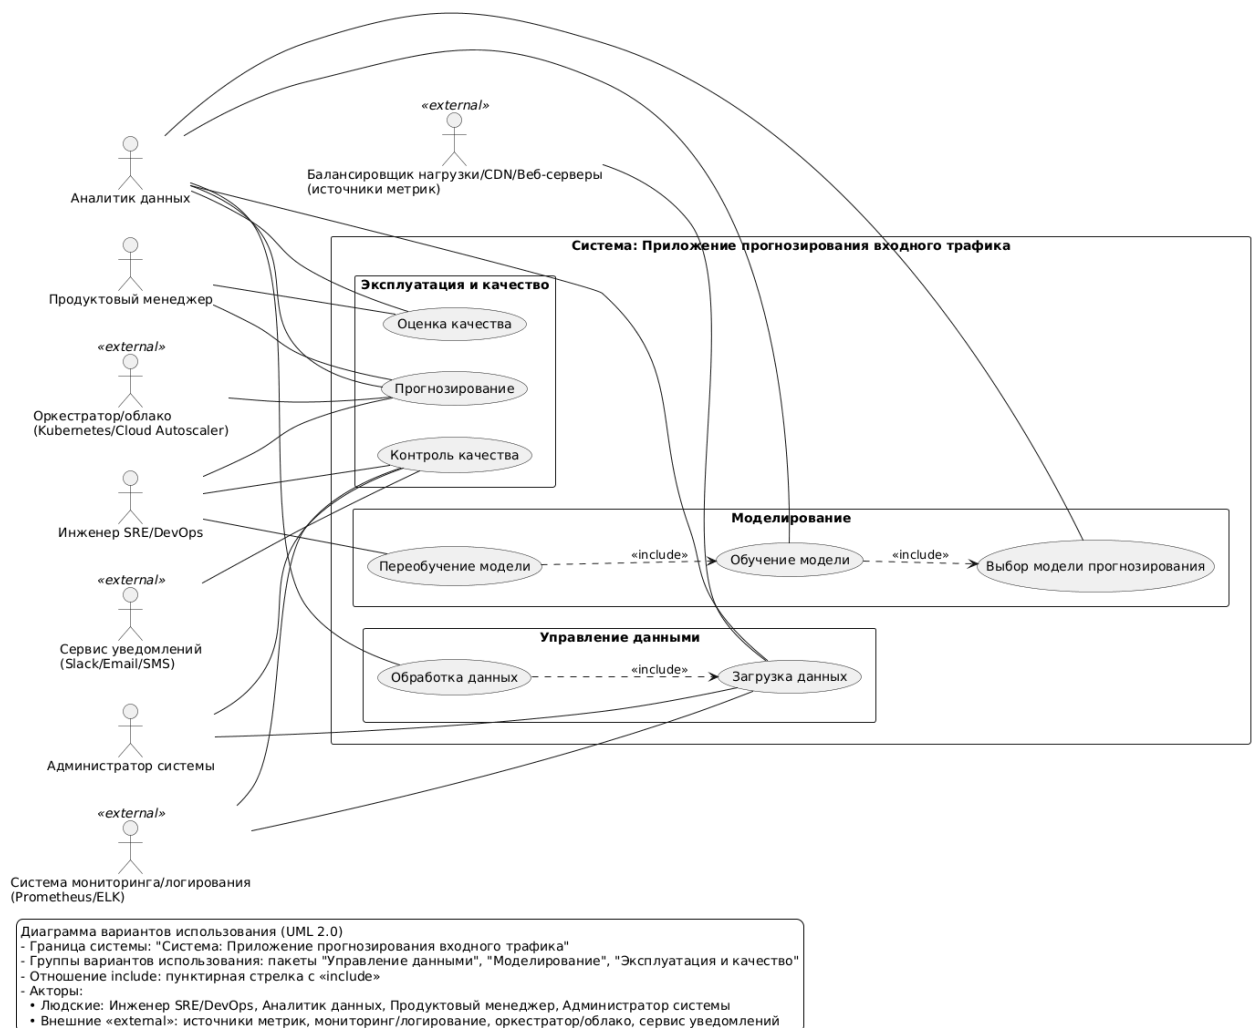 «external»
Аналитик данных
Балансировщик нагрузки/CDN/Веб-серверы
(источники метрик)
Продуктовый менеджер
«external»
Оркестратор/облако
(Kubernetes/Cloud Autoscaler)
Инженер SRE/DevOps
«external»
Сервис уведомлений
(Slack/Email/SMS)
Администратор системы
«external»
Система мониторинга/логирования
(Prometheus/ELK)
Система: Приложение прогнозирования входного трафика
Эксплуатация и качество
Оценка качества
Прогнозирование
Контроль качества
Моделирование
Переобучение модели
«include»
Обучение модели
«include»
Выбор модели прогнозирования
Управление данными
Обработка данных
«include»
Загрузка данных
Диаграмма вариантов использования (UML 2.0)
- Граница системы: "Система: Приложение прогнозирования входного трафика"
- Группы вариантов использования: пакеты "Управление данными", "Моделирование", "Эксплуатация и качество"
- Отношение include: пунктирная стрелка с «include»
- Акторы:
• Людские: Инженер SRE/DevOps, Аналитик данных, Продуктовый менеджер, Администратор системы
• Внешние «external»: источники метрик, мониторинг/логирование, оркестратор/облако, сервис уведомлений